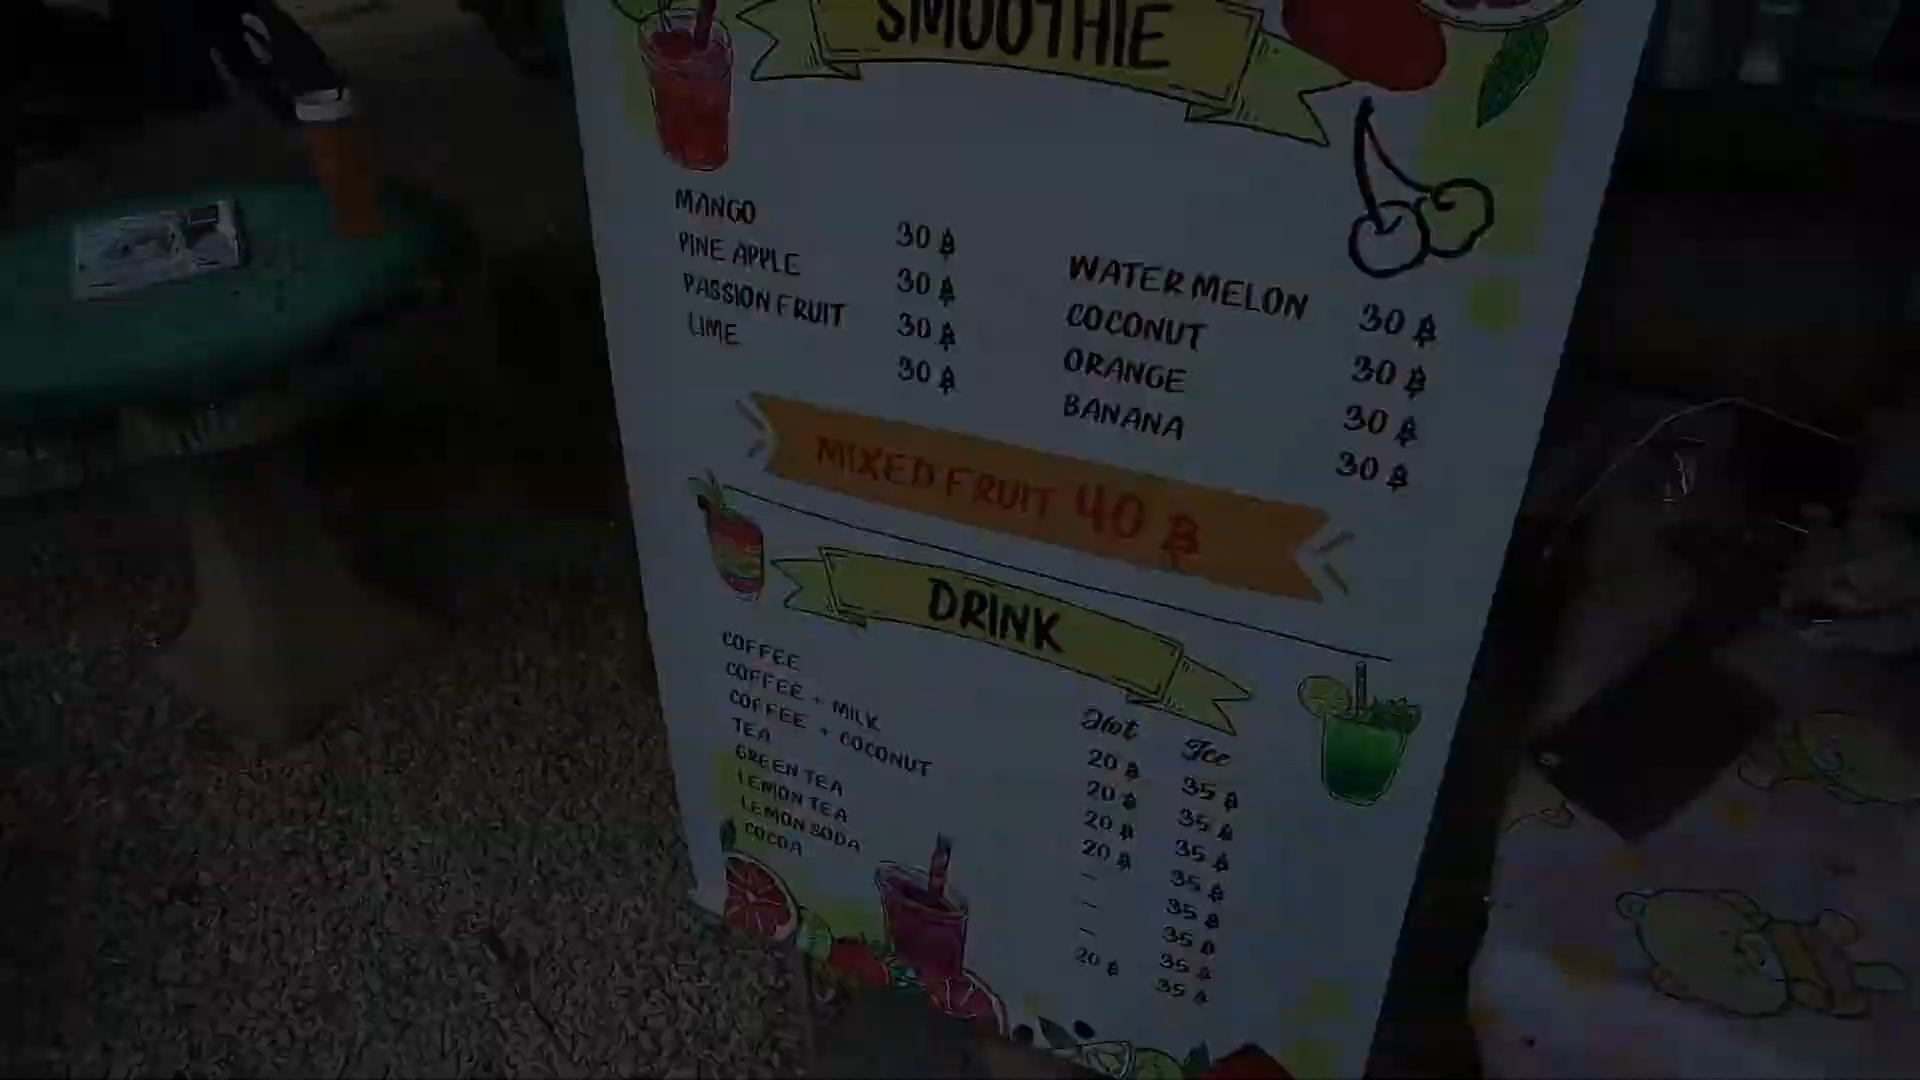 SMOOTHIE
MANGO 30 ฿
PINE APPLE 30 ฿
PASSION FRUIT 30 ฿
LIME 30 ฿
WATER MELON 30 ฿
COCONUT 30 ฿
ORANGE 30 ฿
BANANA 30 ฿
MIXED FRUIT 40 ฿
DRINK
Hot Ice
COFFEE 20 ฿ 35 ฿
COFFEE + MILK 20 ฿ 35 ฿
COFFEE + COCONUT 20 ฿ 35 ฿
TEA 20 ฿ 35 ฿
GREEN TEA — 35 ฿
LEMON TEA — 35 ฿
LEMON SODA — 35 ฿
COCOA 20 ฿ 35 ฿